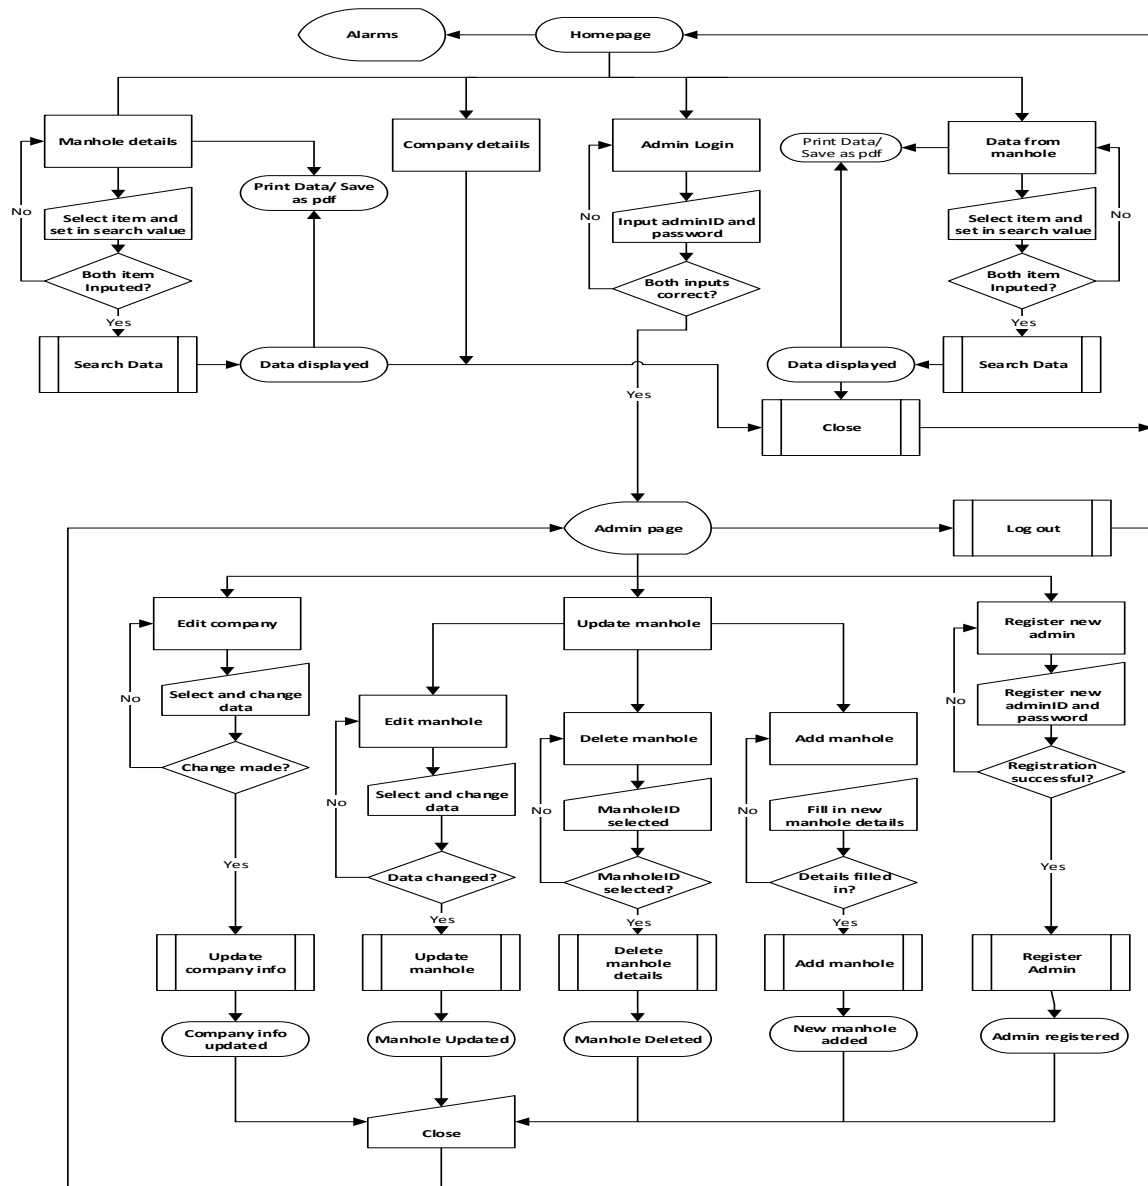 Alarms
Homepage
Manhole details
Company detaiils
Admin Login
Print Data/
Save as pdf
Data from
manhole
Print Data/ Save
as pdf
No
Select item and
set in search value
No
Input adminID and
password
Select item and
set in search value
No
Both item
Inputed?
Both inputs
correct?
Both item
Inputed?
Yes
Yes
Search Data
Data displayed
Data displayed
Search Data
Yes
Close
Admin page
Log out
Edit company
Update manhole
Register new
admin
No
Select and change
data
No
Register new
adminID and
password
Edit manhole
Delete manhole
Add manhole
Change made?
Registration
successful?
No
Select and change
data
No
ManholeID
selected
No
Fill in new
manhole details
Yes
Data changed?
ManholeID
selected?
Details filled
in?
Yes
Yes
Yes
Yes
Update
company info
Update
manhole
Delete
manhole
details
Add manhole
Register
Admin
Company info
updated
Manhole Updated
Manhole Deleted
New manhole
added
Admin registered
Close